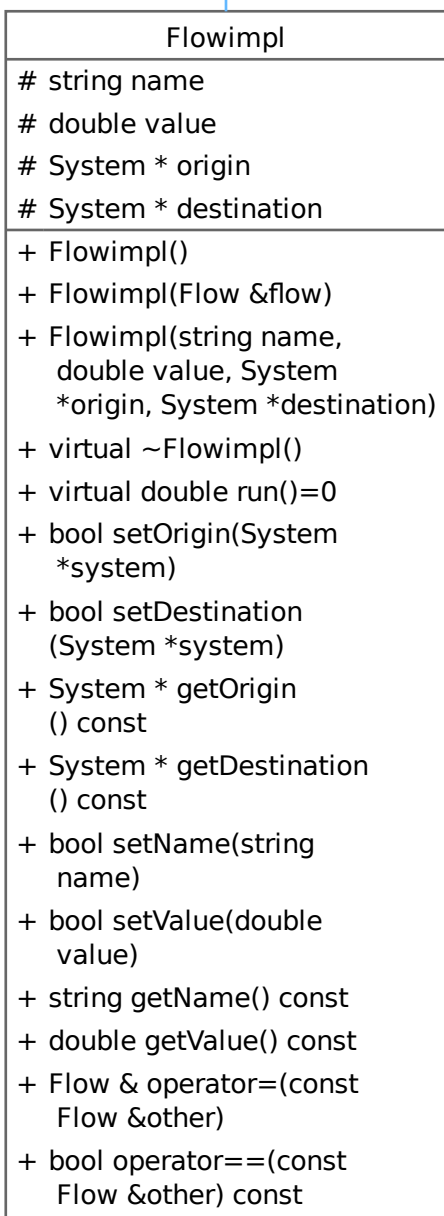 Flowimpl
# string name
# double value
# System * origin
# System * destination
+ Flowimpl()
+ Flowimpl(Flow &flow)
+ Flowimpl(string name,
double value, System
*origin, System *destination)
+ virtual ~Flowimpl()
+ virtual double run()=0
+ bool setOrigin(System
*system)
+ bool setDestination
(System *system)
+ System * getOrigin
() const
+ System * getDestination
() const
+ bool setName(string
name)
+ bool setValue(double
value)
+ string getName() const
+ double getValue() const
+ Flow & operator=(const
Flow &other)
+ bool operator==(const
Flow &other) const